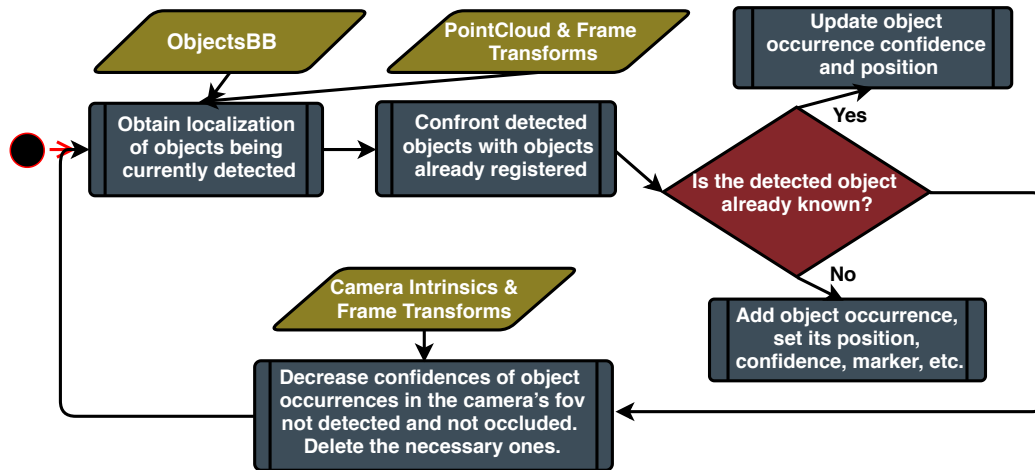 ObjectsBB
PointCloud & Frame
Transforms
Update object
occurrence confidence
and position
Obtain localization
of objects being
currently detected
Confront detected
objects with objects
already registered
Yes
Is the detected object
already known?
No
Camera Intrinsics &
Frame Transforms
Add object occurrence,
set its position,
confidence, marker, etc.
Decrease confidences of object
occurrences in the camera's fov
not detected and not occluded.
Delete the necessary ones.